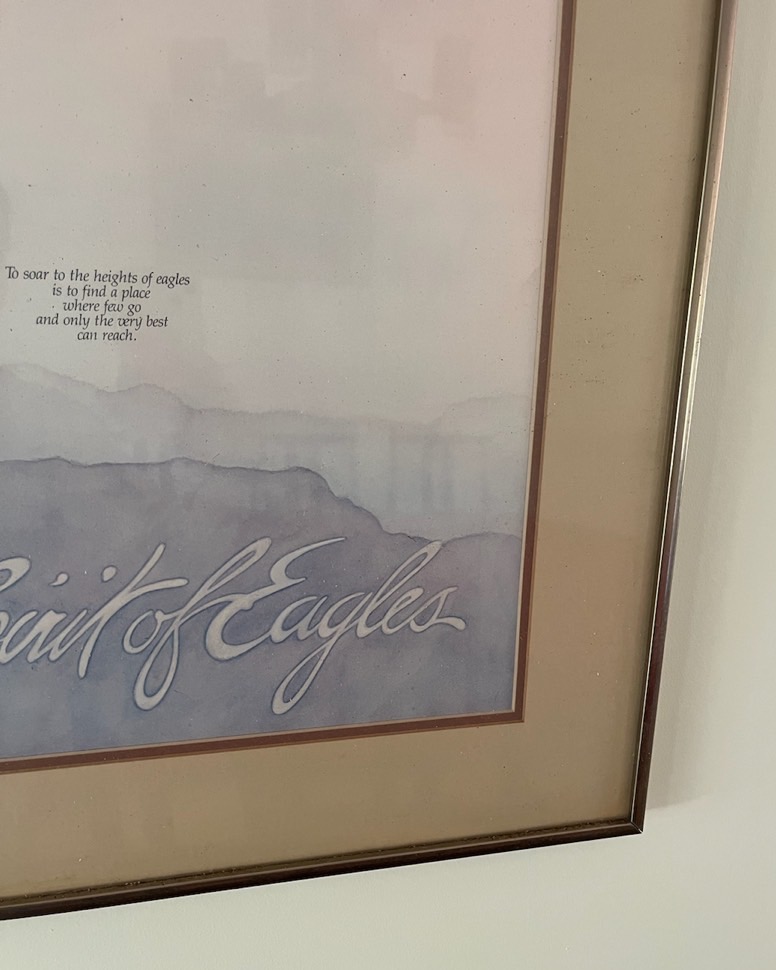 To soar to the heights of eagles
is to find a place
where few go
and only the very best
can reach.
pirit of Eagles